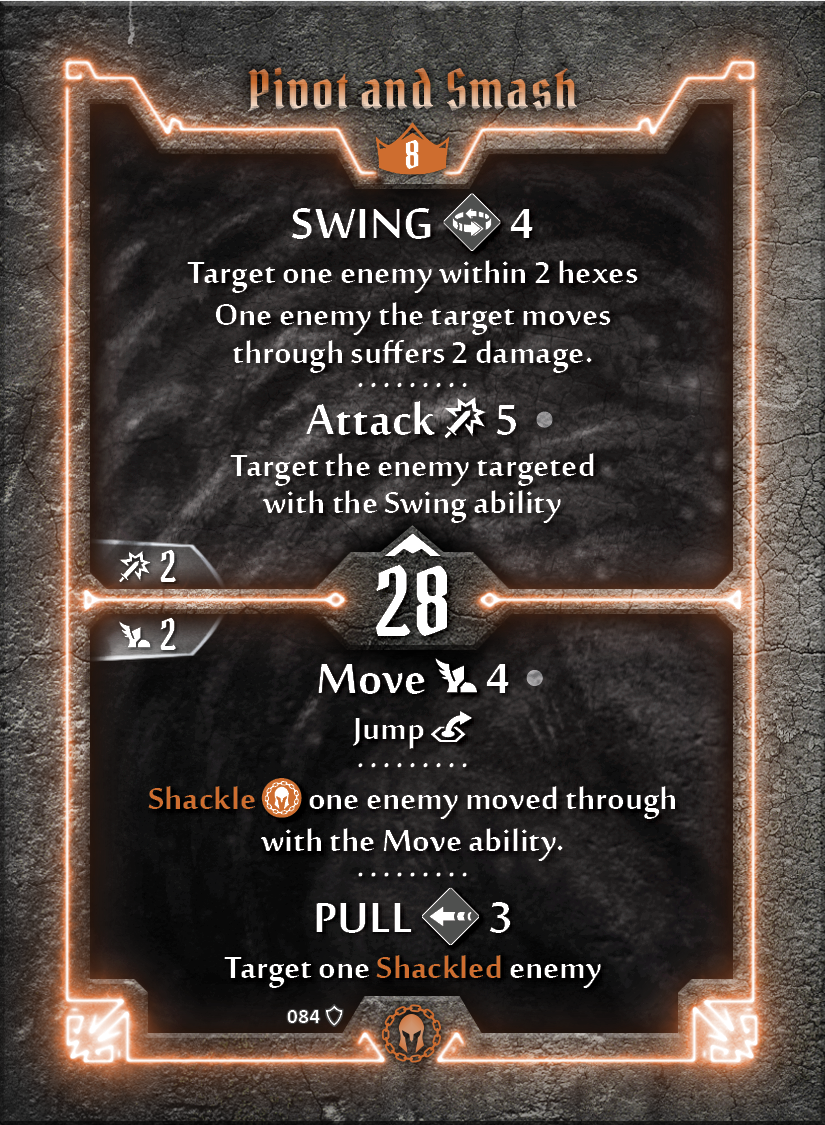 Pivot and Smash
8
SWING 4
Target one enemy within 2 hexes
One enemy the target moves
through suffers 2 damage.
Attack 5
Target the enemy targeted
with the Swing ability
2
28
2
Move 4
Jump
Shackle one enemy moved through
with the Move ability.
PULL 3
Target one Shackled enemy
084